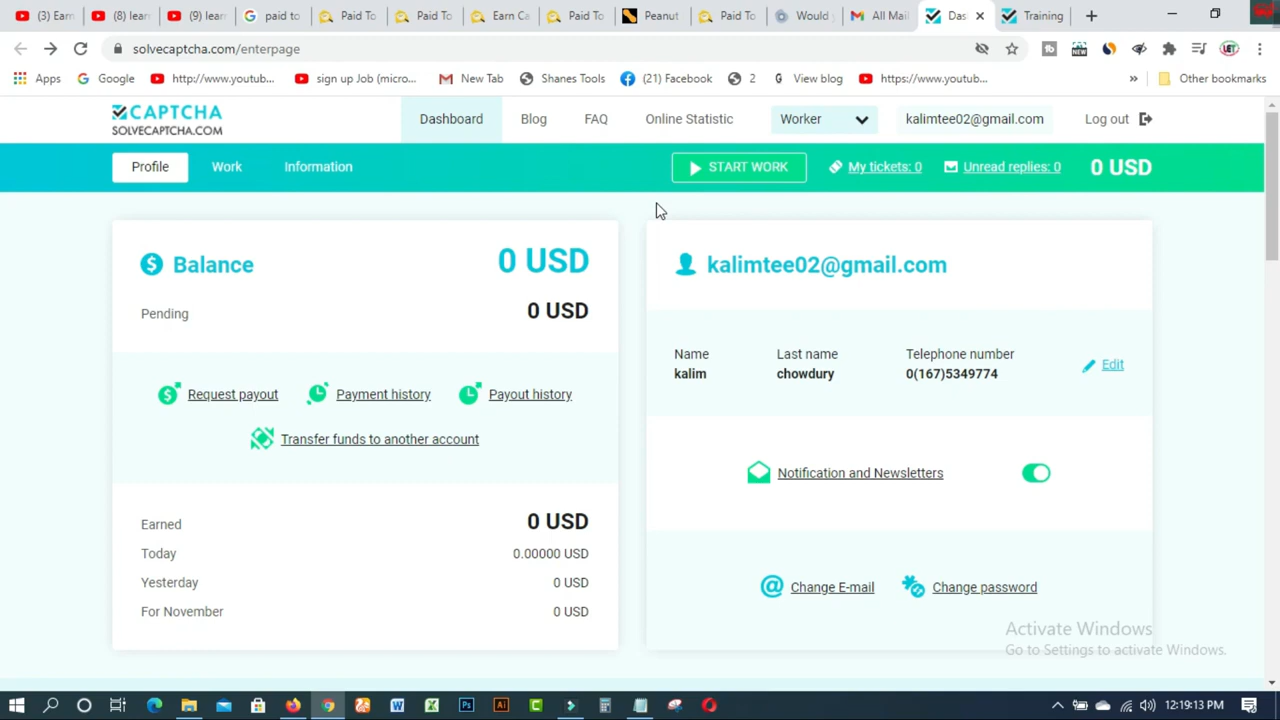 (3) Earn
(8) learn
(9) learn
paid to
Paid To
Paid To
Earn Ca
Paid To
Peanut
Paid To
Would
All Mail
Das
Training
solvecaptcha.com/enterpage
Apps
Google
http://www.youtub...
sign up Job (micro...
New Tab
Shanes Tools
(21) Facebook
2
View blog
https://www.youtub...
»
Other bookmarks
CAPTCHA
SOLVECAPTCHA.COM
Dashboard
Blog
FAQ
Online Statistic
Worker
kalimtee02@gmail.com
Log out
Profile
Work
Information
START WORK
My tickets: 0
Unread replies: 0
0 USD
Balance
0 USD
Pending
0 USD
Request payout
Payment history
Payout history
Transfer funds to another account
Earned
0 USD
Today
0.00000 USD
Yesterday
0 USD
For November
0 USD
kalimtee02@gmail.com
Name
Last name
Telephone number
kalim
chowdury
0(167)5349774
Edit
Notification and Newsletters
Change E-mail
Change password
Activate Windows
Go to Settings to activate Windows.
12:19:13 PM